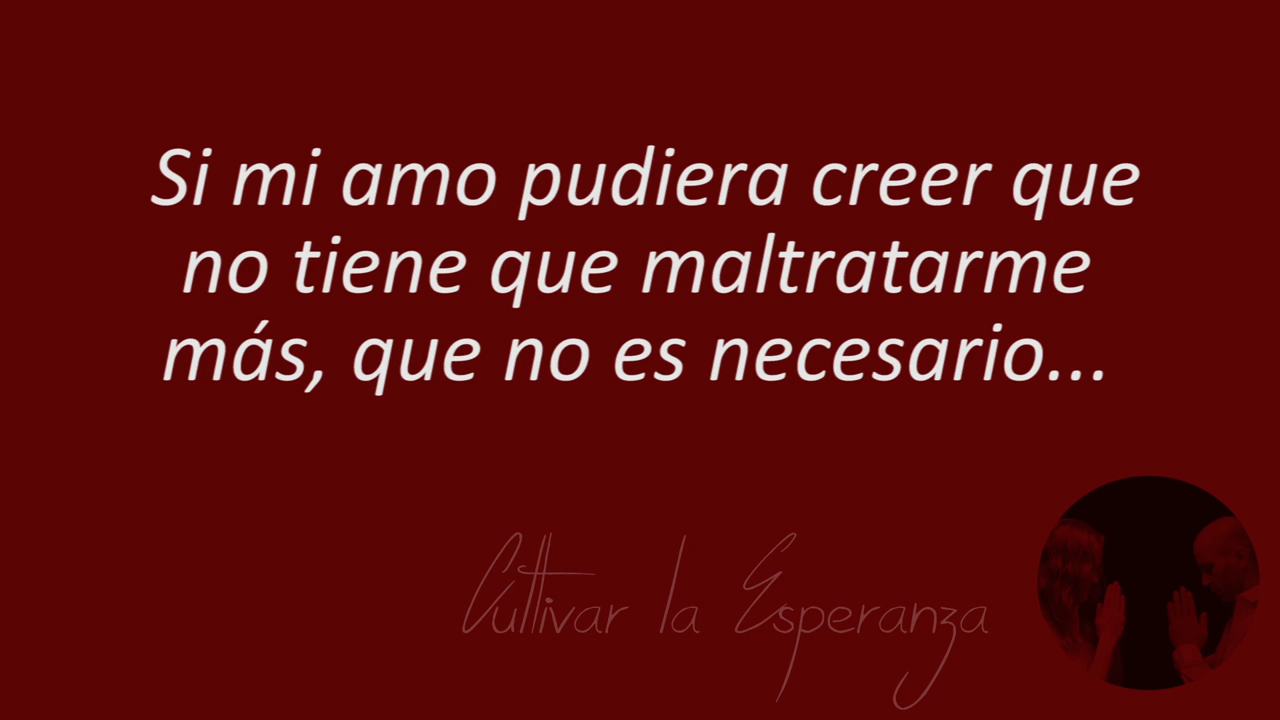 Si mi amo pudiera creer que
no tiene que maltratarme
más, que no es necesario...
Cultivar la Esperanza